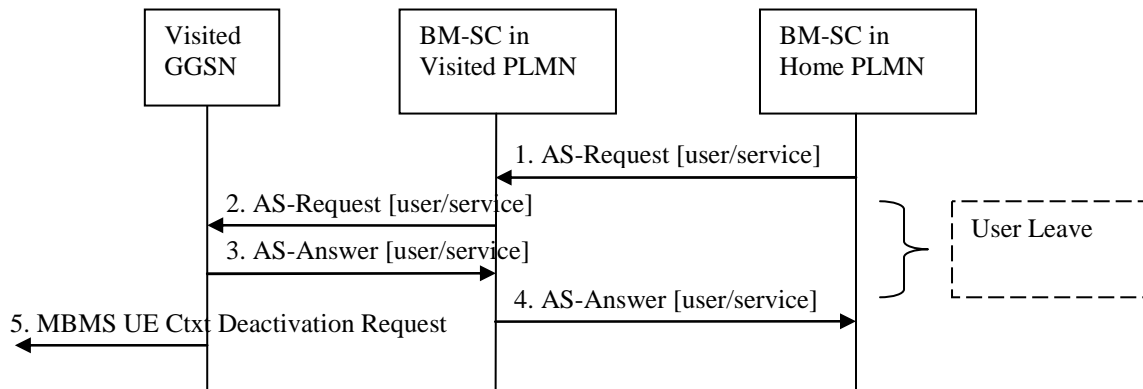 Visited
GGSN
BM-SC in
Visited PLMN
BM-SC in
Home PLMN
1. AS-Request [user/service]
2. AS-Request [user/service]
User Leave
3. AS-Answer [user/service]
4. AS-Answer [user/service]
5. MBMS UE Ctxt Deactivation Request